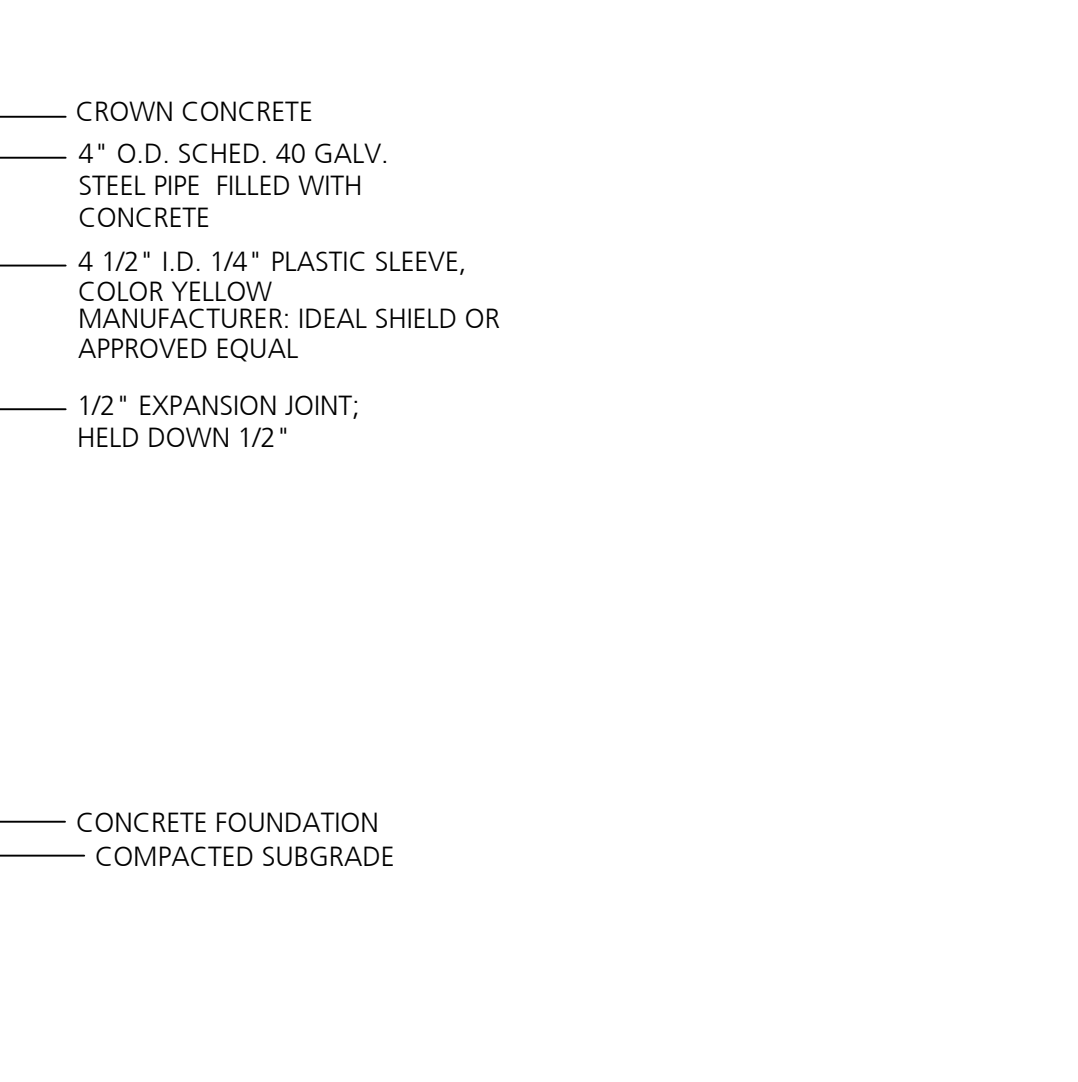 CROWN CONCRETE
4" O.D. SCHED. 40 GALV.
STEEL PIPE  FILLED WITH
CONCRETE
4 1/2" I.D. 1/4" PLASTIC SLEEVE,
COLOR YELLOW
MANUFACTURER: IDEAL SHIELD OR
APPROVED EQUAL
1/2" EXPANSION JOINT;
HELD DOWN 1/2"
CONCRETE FOUNDATION
COMPACTED SUBGRADE